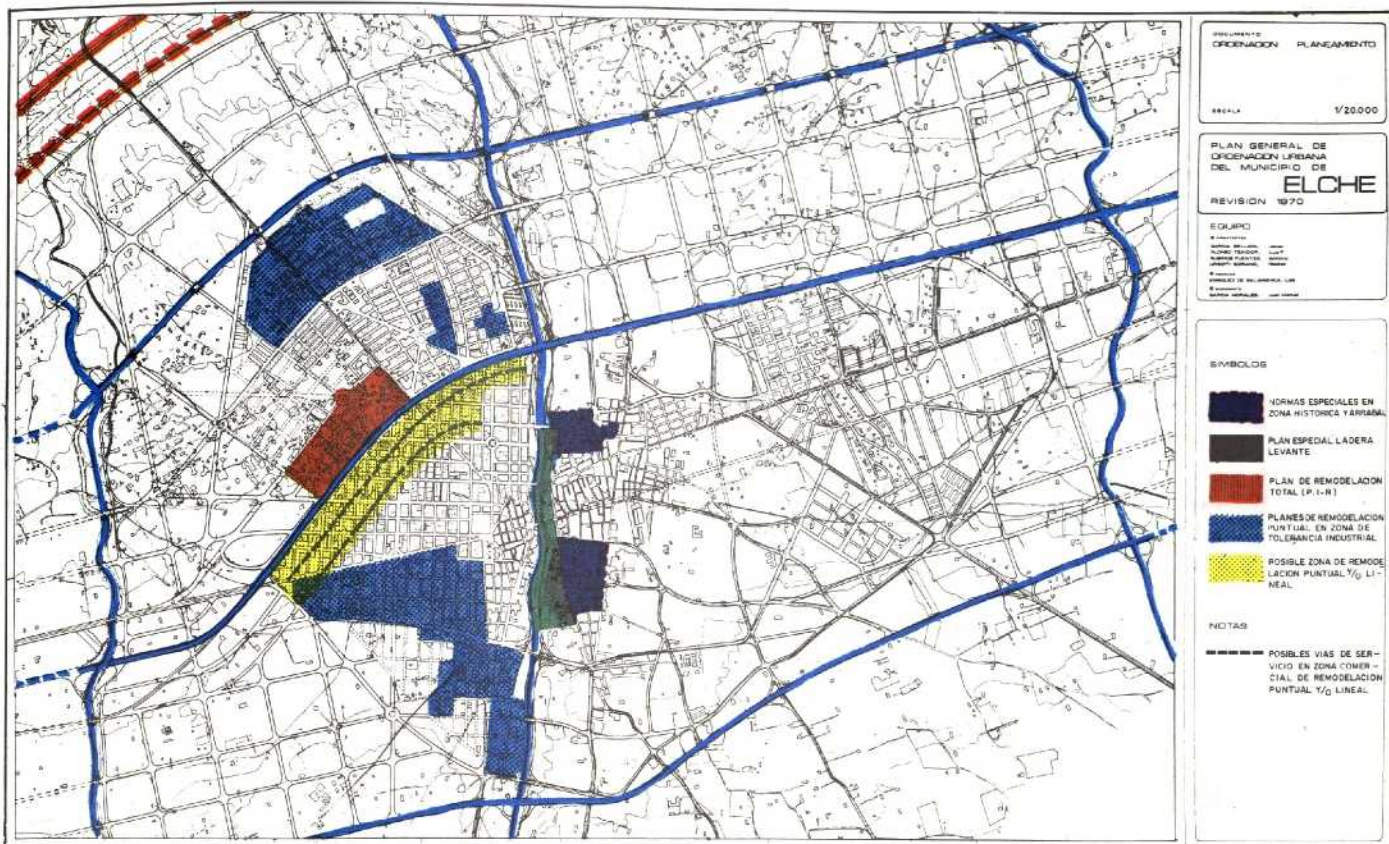 DOCUMENTO
ORDENACION PLANEAMIENTO
ESCALA 1/20.000
PLAN GENERAL DE
ORDENACION URBANA
DEL MUNICIPIO DE
ELCHE
REVISION 1970
EQUIPO
SIMBOLOS
NORMAS ESPECIALES EN
ZONA HISTORICA Y ARRABAL
PLAN ESPECIAL LADERA
LEVANTE
PLAN DE REMODELACION
TOTAL (P.I-R)
PLANES DE REMODELACION
PUNTUAL EN ZONA DE
TOLERANCIA INDUSTRIAL
POSIBLE ZONA DE REMODE
LACION PUNTUAL Y/O LI-
NEAL
NOTAS
POSIBLES VIAS DE SER-
VICIO EN ZONA COMER-
CIAL DE REMODELACION
PUNTUAL Y/O LINEAL